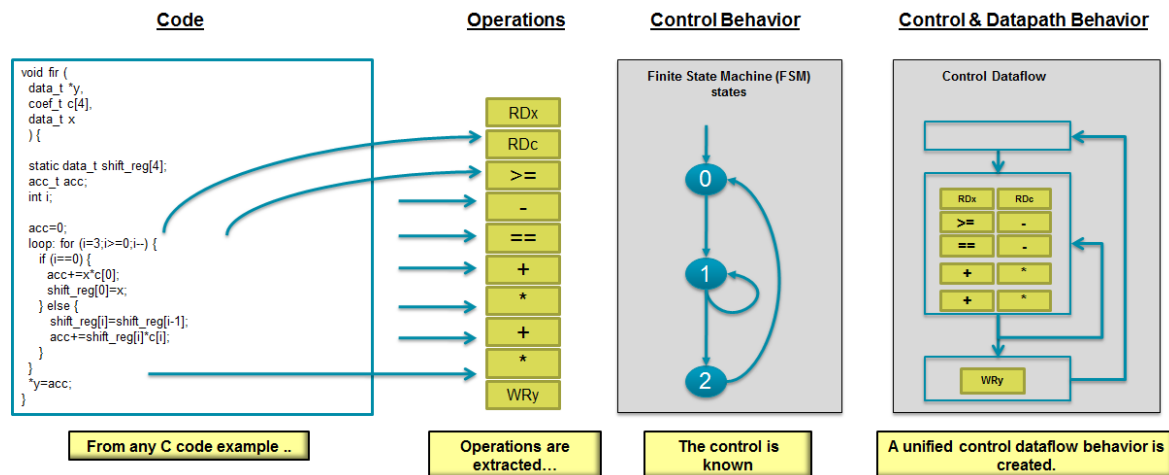 Code
Operations
Control Behavior
Control & Datapath Behavior
void fir (
data_t *y,
coef_t c[4],
data_t x
) {
static data_t shift_reg[4];
acc_t acc;
int i;
acc=0;
loop: for (i=3;i>=0;i--) {
if (i==0) {
acc+=x*c[0];
shift_reg[0]=x;
} else {
shift_reg[i]=shift_reg[i-1];
acc+=shift_reg[i]*c[i];
}
}
*y=acc;
}
RDx
RDc
>=
-
==
+
*
+
*
WRy
Finite State Machine (FSM)
states
0
1
2
Control Dataflow
RDx RDc
>= -
== -
+ *
+ *
WRy
From any C code example ..
Operations are
extracted…
The control is
known
A unified control dataflow behavior is
created.